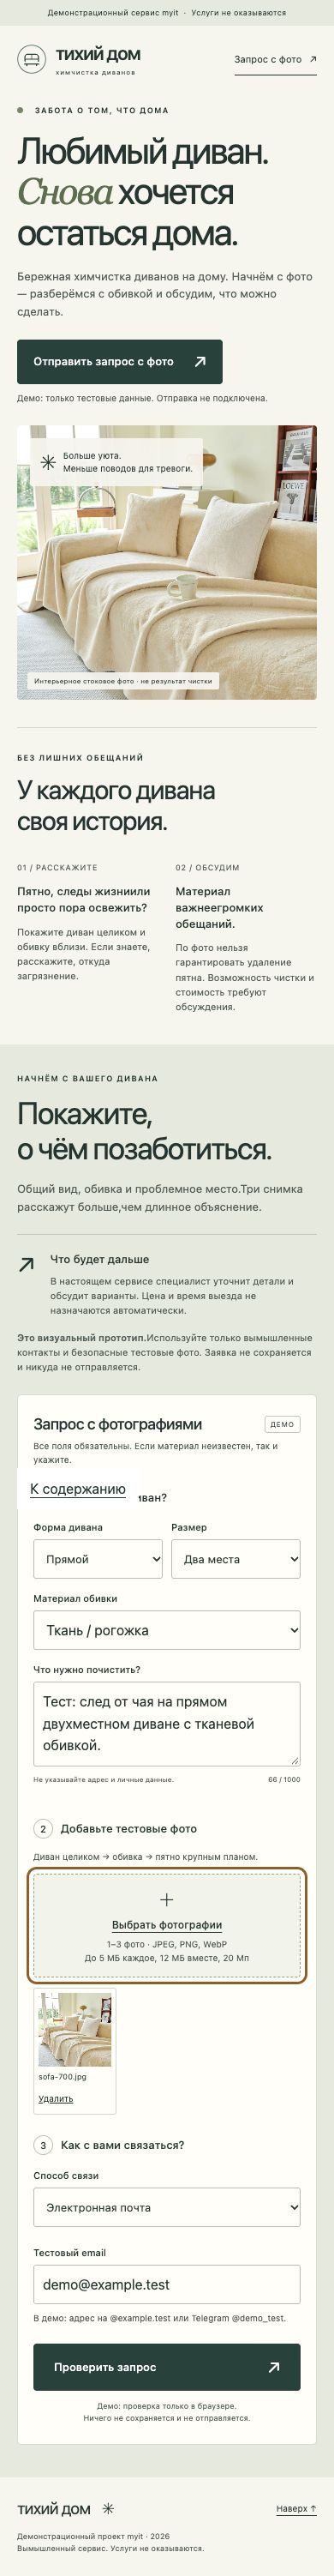 Демонстрационный сервис myit · Услуги не оказываются
ТИХИЙ ДОМ
химчистка диванов
Запрос с фото ↗
ЗАБОТА О ТОМ, ЧТО ДОМА
Любимый диван.
Снова хочется
остаться дома.
Бережная химчистка диванов на дому. Начнём с фото
— разберёмся с обивкой и обсудим, что можно
сделать.
Отправить запрос с фото ↗
Демо: только тестовые данные. Отправка не подключена.
Больше уюта.
Меньше поводов для тревоги.
LOEWE
Интерьерное стоковое фото · не результат чистки
БЕЗ ЛИШНИХ ОБЕЩАНИЙ
У каждого дивана
своя история.
01 / РАССКАЖИТЕ
Пятно, следы жизниили
просто пора освежить?
Покажите диван целиком и
обивку вблизи. Если знаете,
расскажите, откуда
загрязнение.
02 / ОБСУДИМ
Материал
важнеегромких
обещаний.
По фото нельзя
гарантировать удаление
пятна. Возможность чистки и
стоимость требуют
обсуждения.
НАЧНЁМ С ВАШЕГО ДИВАНА
Покажите,
о чём позаботиться.
Общий вид, обивка и проблемное место.Три снимка
расскажут больше,чем длинное объяснение.
Что будет дальше
В настоящем сервисе специалист уточнит детали и
обсудит варианты. Цена и время выезда не
назначаются автоматически.
Это визуальный прототип.Используйте только вымышленные
контакты и безопасные тестовые фото. Заявка не сохраняется
и никуда не отправляется.
Запрос с фотографиями
ДЕМО
Все поля обязательны. Если материал неизвестен, так и
укажите.
К содержанию
иван?
Форма дивана
Размер
Прямой
Два места
Материал обивки
Ткань / рогожка
Что нужно почистить?
Тест: след от чая на прямом
двухместном диване с тканевой
обивкой.
Не указывайте адрес и личные данные.
66 / 1000
2 Добавьте тестовые фото
Диван целиком → обивка → пятно крупным планом.
Выбрать фотографии
1–3 фото · JPEG, PNG, WebP
До 5 МБ каждое, 12 МБ вместе, 20 Мп
sofa-700.jpg
Удалить
3 Как с вами связаться?
Способ связи
Электронная почта
Тестовый email
demo@example.test
В демо: адрес на @example.test или Telegram @demo_test.
Проверить запрос ↗
Демо: проверка только в браузере.
Ничего не сохраняется и не отправляется.
ТИХИЙ ДОМ
Наверх ↑
Демонстрационный проект myit · 2026
Вымышленный сервис. Услуги не оказываются.